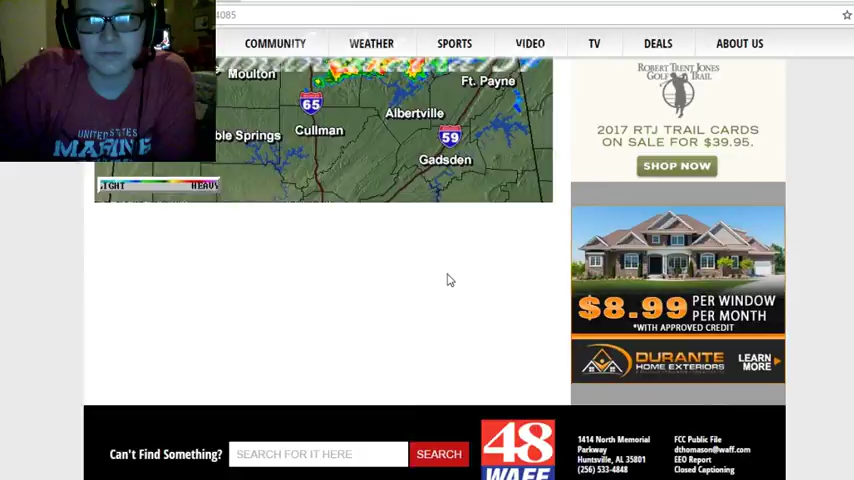 4085
COMMUNITY WEATHER SPORTS VIDEO TV DEALS ABOUT US
Moulton
Ft. Payne
65
Albertville
ble Springs
Cullman
59
Gadsden
LIGHT HEAVY
UNITED STATES
MARINE
ROBERT TRENT JONES
GOLF TRAIL
2017 RTJ TRAIL CARDS
ON SALE FOR $39.95.
SHOP NOW
$8.99 PER WINDOW
PER MONTH
*WITH APPROVED CREDIT
DURANTE
HOME EXTERIORS
LEARN
MORE
Can't Find Something?
SEARCH FOR IT HERE
SEARCH
48
WAFF
1414 North Memorial
Parkway
Huntsville, AL 35801
(256) 533-4848
FCC Public File
dthomason@waff.com
EEO Report
Closed Captioning